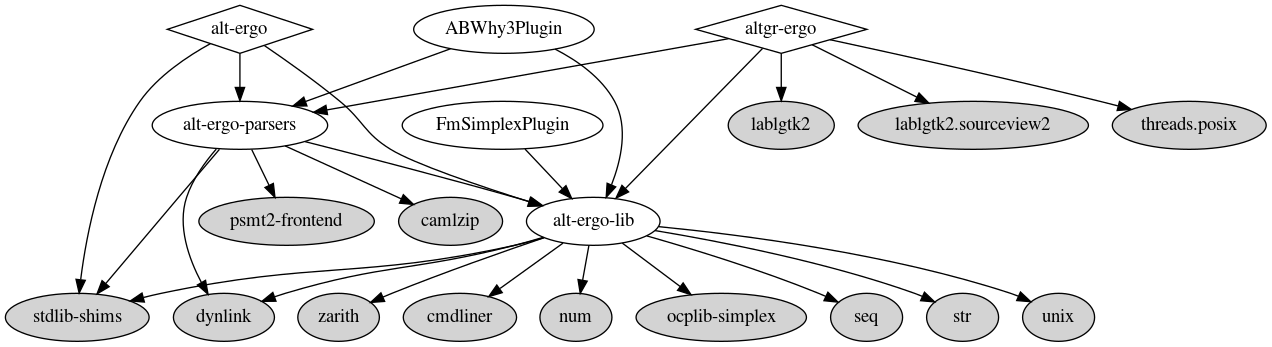 alt-ergo
ABWhy3Plugin
altgr-ergo
alt-ergo-parsers
FmSimplexPlugin
lablgtk2
lablgtk2.sourceview2
threads.posix
psmt2-frontend
camlzip
alt-ergo-lib
stdlib-shims
dynlink
zarith
cmdliner
num
ocplib-simplex
seq
str
unix